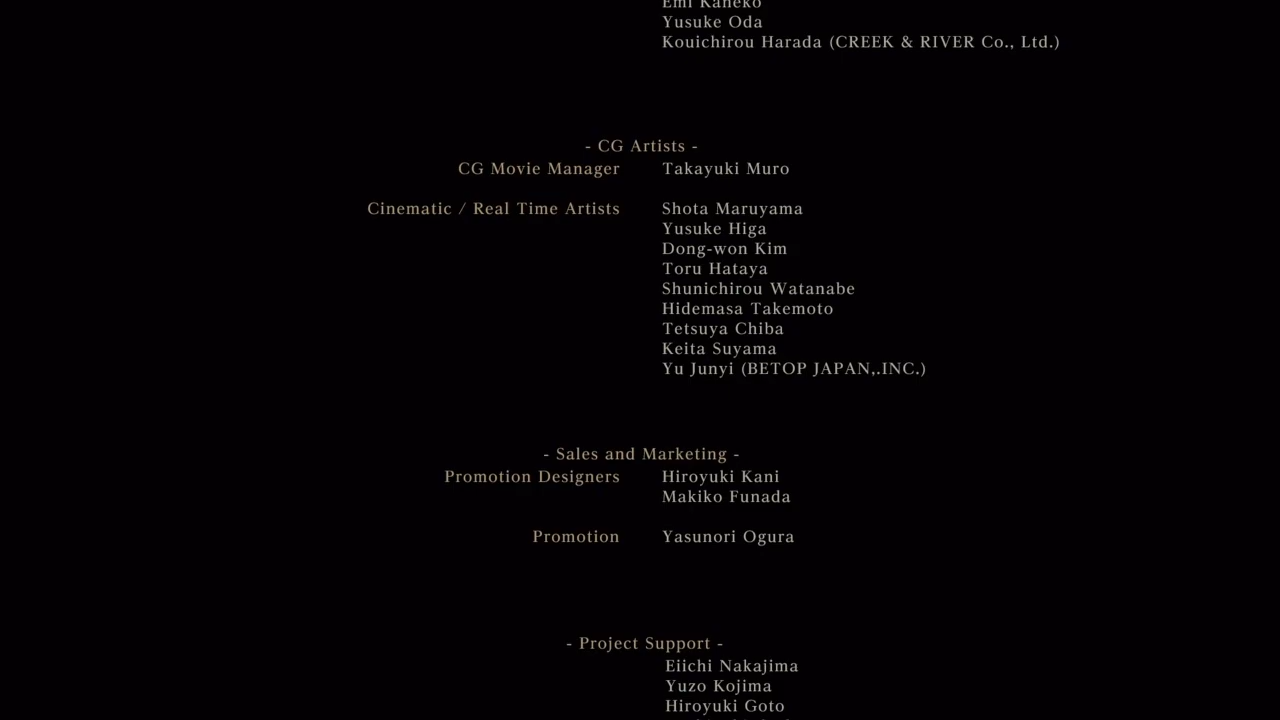 Emi Kaneko
Yusuke Oda
Kouichirou Harada (CREEK & RIVER Co., Ltd.)
- CG Artists -
CG Movie Manager Takayuki Muro
Cinematic / Real Time Artists Shota Maruyama
Yusuke Higa
Dong-won Kim
Toru Hataya
Shunichirou Watanabe
Hidemasa Takemoto
Tetsuya Chiba
Keita Suyama
Yu Junyi (BETOP JAPAN,.INC.)
- Sales and Marketing -
Promotion Designers Hiroyuki Kani
Makiko Funada
Promotion Yasunori Ogura
- Project Support -
Eiichi Nakajima
Yuzo Kojima
Hiroyuki Goto